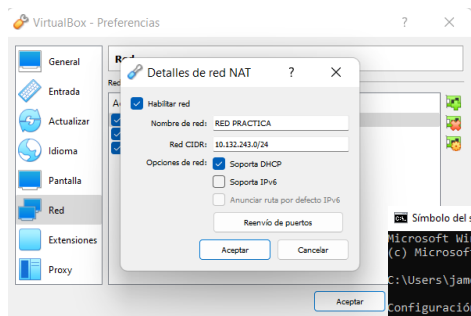 VirtualBox - Preferencias
General
Entrada
Actualizar
Idioma
Pantalla
Red
Extensiones
Proxy
Detalles de red NAT
Habilitar red
Nombre de red: RED PRACTICA
Red CIDR: 10.132.243.0/24
Opciones de red: Soporta DHCP
Soporta IPv6
Anunciar ruta por defecto IPv6
Reenvío de puertos
Aceptar Cancelar
Aceptar
Símbolo del s
Microsoft Wi
(c) Microsof
C:\Users\jam
Configuració